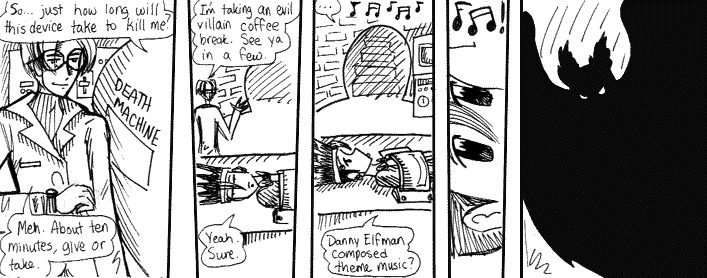 So... just how long will
this device take to kill me?
DEATH
MACHINE
Meh. About ten
minutes, give or
take.
I'm taking an evil
villain coffee
break. See ya
in a few.
Yeah.
Sure.
...
Danny Elfman
composed
theme music?